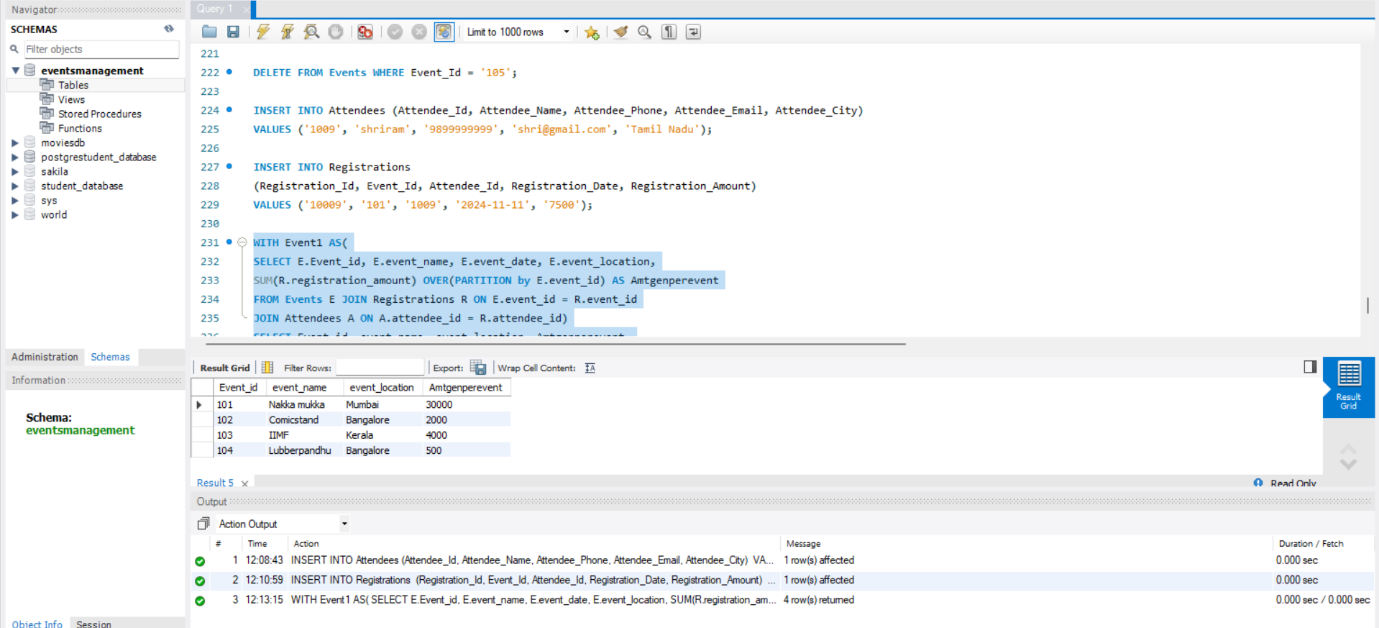 Navigator
SCHEMAS
Filter objects
eventsmanagement
Tables
Views
Stored Procedures
Functions
moviesdb
postgrestudent_database
sakila
student_database
sys
world
Administration Schemas
Information
Schema:
eventsmanagement
Object Info Session
Query 1
Limit to 1000 rows
221
222 DELETE FROM Events WHERE Event_Id = '105';
223
224 INSERT INTO Attendees (Attendee_Id, Attendee_Name, Attendee_Phone, Attendee_Email, Attendee_City)
225 VALUES ('1009', 'shriram', '9899999999', 'shri@gmail.com', 'Tamil Nadu');
226
227 INSERT INTO Registrations
228 (Registration_Id, Event_Id, Attendee_Id, Registration_Date, Registration_Amount)
229 VALUES ('10009', '101', '1009', '2024-11-11', '7500');
230
231 WITH Event1 AS(
232 SELECT E.Event_id, E.event_name, E.event_date, E.event_location,
233 SUM(R.registration_amount) OVER(PARTITION by E.event_id) AS Amtgenperevent
234 FROM Events E JOIN Registrations R ON E.event_id = R.event_id
235 JOIN Attendees A ON A.attendee_id = R.attendee_id)
Result Grid Filter Rows: Export: Wrap Cell Content:
Event_id event_name event_location Amtgenperevent
101 Nakka mukka Mumbai 30000
102 Comicstand Bangalore 2000
103 IIMF Kerala 4000
104 Lubberpandhu Bangalore 500
Result Grid
Result 5
Read Only
Output
Action Output
# Time Action Message Duration / Fetch
1 12:08:43 INSERT INTO Attendees (Attendee_Id, Attendee_Name, Attendee_Phone, Attendee_Email, Attendee_City) VA... 1 row(s) affected 0.000 sec
2 12:10:59 INSERT INTO Registrations (Registration_Id, Event_Id, Attendee_Id, Registration_Date, Registration_Amount) ... 1 row(s) affected 0.000 sec
3 12:13:15 WITH Event1 AS( SELECT E.Event_id, E.event_name, E.event_date, E.event_location, SUM(R.registration_am... 4 row(s) returned 0.000 sec / 0.000 sec